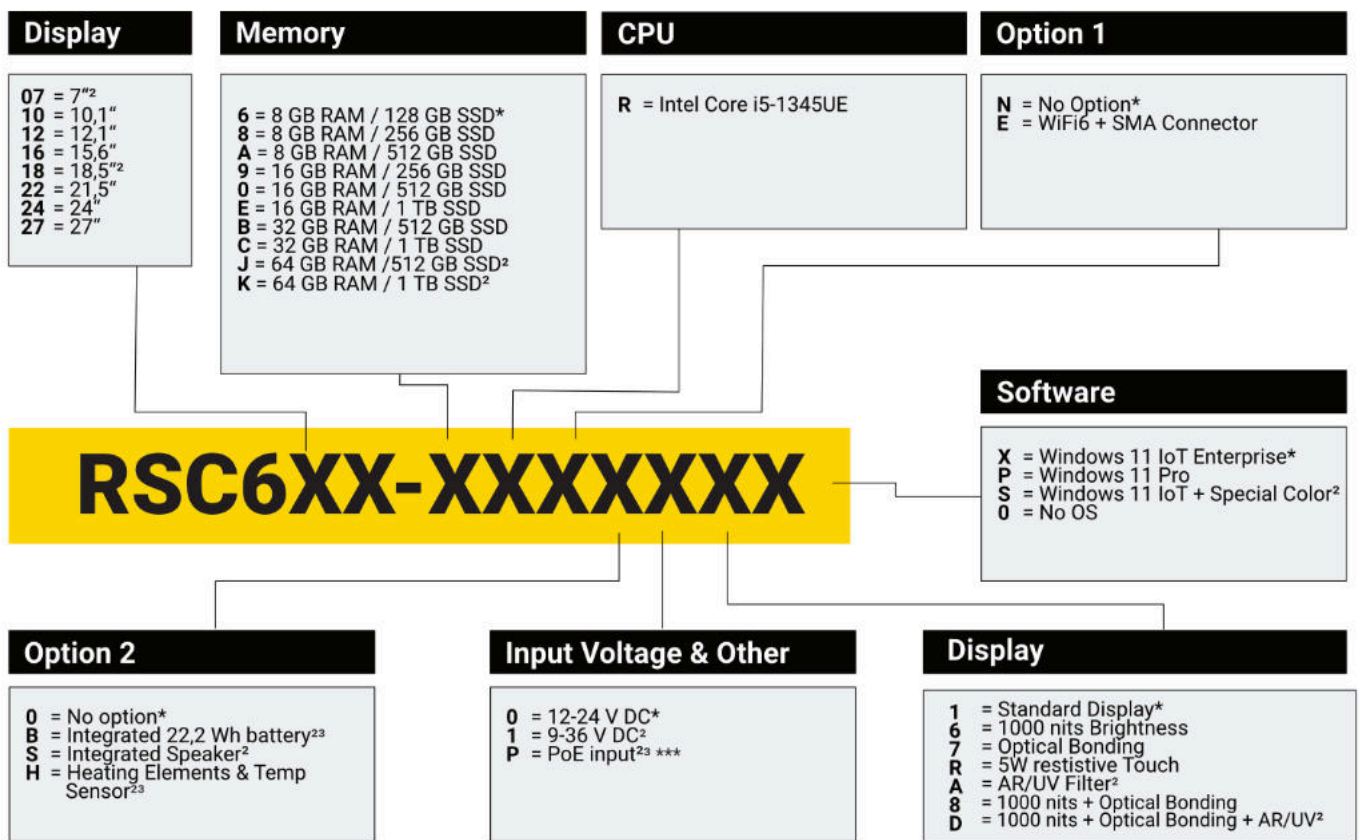 Display
07 = 7“²
10 = 10,1“
12 = 12,1“
16 = 15,6“
18 = 18,5“²
22 = 21,5“
24 = 24“
27 = 27“
Memory
6 = 8 GB RAM / 128 GB SSD*
8 = 8 GB RAM / 256 GB SSD
A = 8 GB RAM / 512 GB SSD
9 = 16 GB RAM / 256 GB SSD
0 = 16 GB RAM / 512 GB SSD
E = 16 GB RAM / 1 TB SSD
B = 32 GB RAM / 512 GB SSD
C = 32 GB RAM / 1 TB SSD
J = 64 GB RAM /512 GB SSD²
K = 64 GB RAM / 1 TB SSD²
CPU
R = Intel Core i5-1345UE
Option 1
N = No Option*
E = WiFi6 + SMA Connector
Software
X = Windows 11 IoT Enterprise*
P = Windows 11 Pro
S = Windows 11 IoT + Special Color²
0 = No OS
RSC6XX-XXXXXXX
Option 2
0 = No option*
B = Integrated 22,2 Wh battery²³
S = Integrated Speaker²
H = Heating Elements & Temp
Sensor²³
Input Voltage & Other
0 = 12-24 V DC*
1 = 9-36 V DC²
P = PoE input²³ ***
Display
1 = Standard Display*
6 = 1000 nits Brightness
7 = Optical Bonding
R = 5W restistive Touch
A = AR/UV Filter²
8 = 1000 nits + Optical Bonding
D = 1000 nits + Optical Bonding + AR/UV²